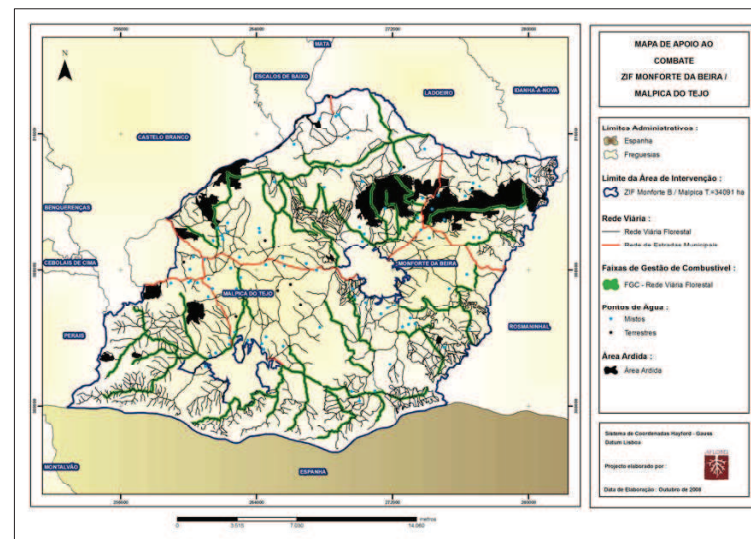 MAPA DE APOIO AO
COMBATE
ZIF MONFORTE DA BEIRA /
MALPICA DO TEJO
Limites Administrativos :
Espanha
Freguesias
Limite da Área de Intervenção :
ZIF Monforte B / Malpica T.=34091 ha
Rede Viária :
Rede Viária Florestal
Rede de Estradas Municipais
Faixas de Gestão de Combustível :
FGC - Rede Viária Florestal
Pontos de Água :
Mistos
Terrestres
Área Ardida :
Área Ardida
Sistema de Coordenadas Hayford - Gauss
Datum Lisboa
Projecto elaborado por :
Data de Elaboração : Outubro de 2008
N
MATA
ESCALOS DE BAIXO
LADOEIRO
IDANHA-A-NOVA
CASTELO BRANCO
BENQUERENÇAS
CEBOLAIS DE CIMA
MONFORTE DA BEIRA
MALPICA DO TEJO
ROSMANINHAL
PERAIS
MONTALVÃO
ESPANHA
264000
272000
0
metros